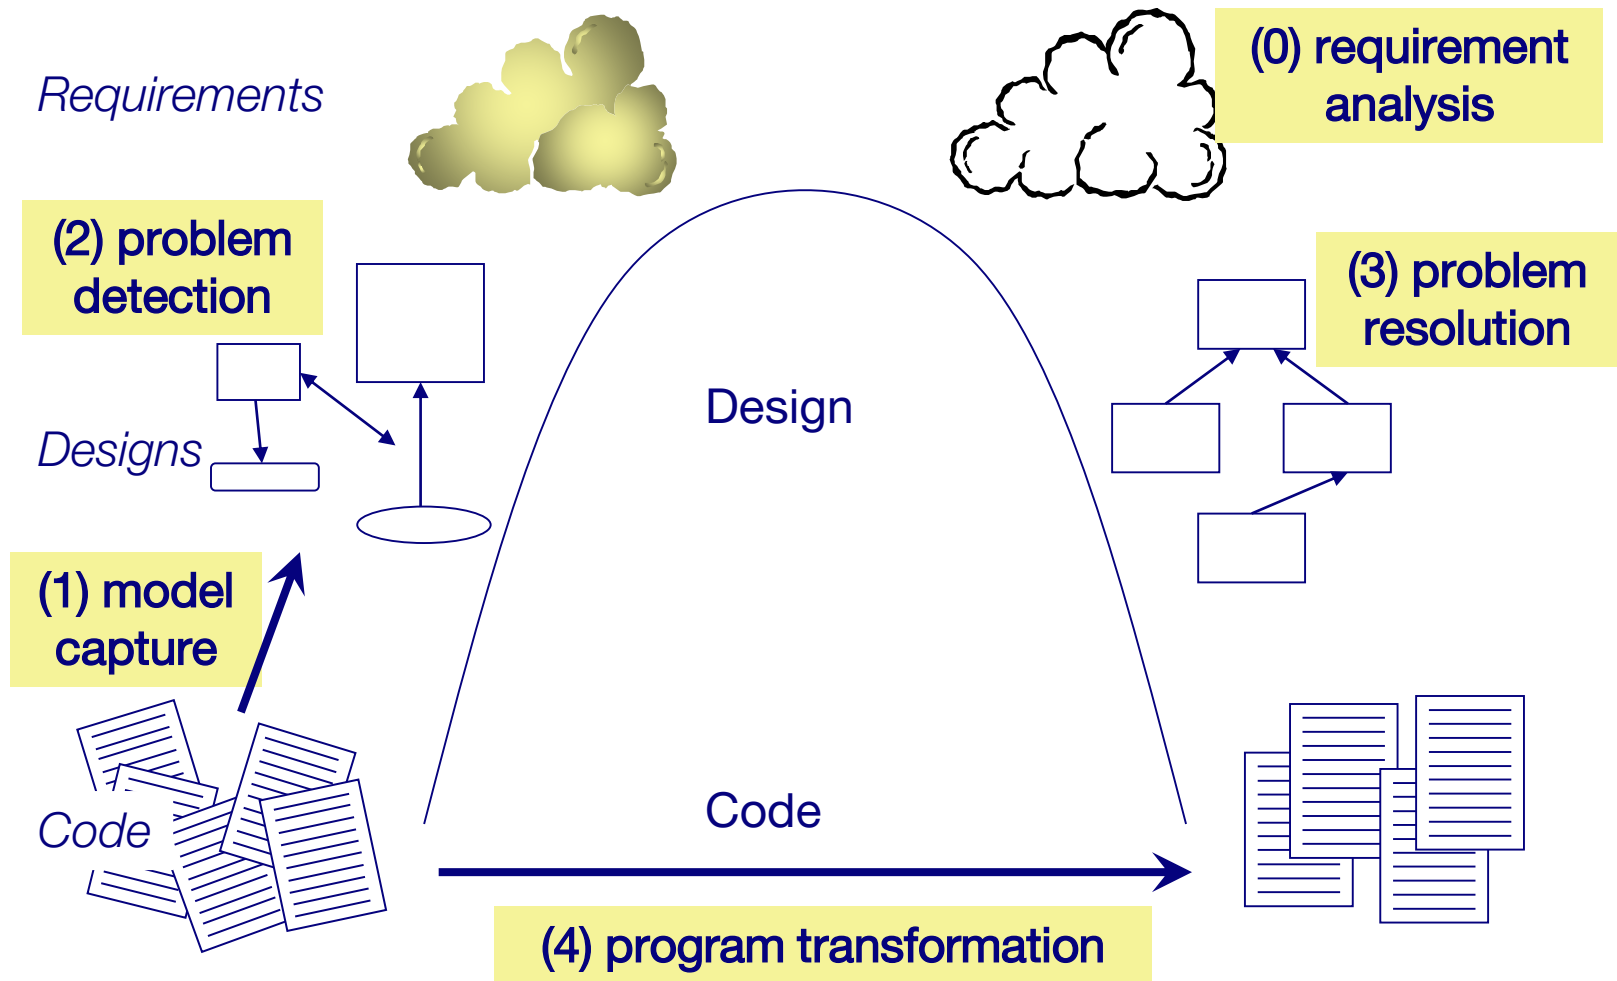 Requirements
(0) requirement
analysis
(2) problem
detection
(3) problem
resolution
Design
Designs
(1) model
capture
Code
Code
(4) program transformation